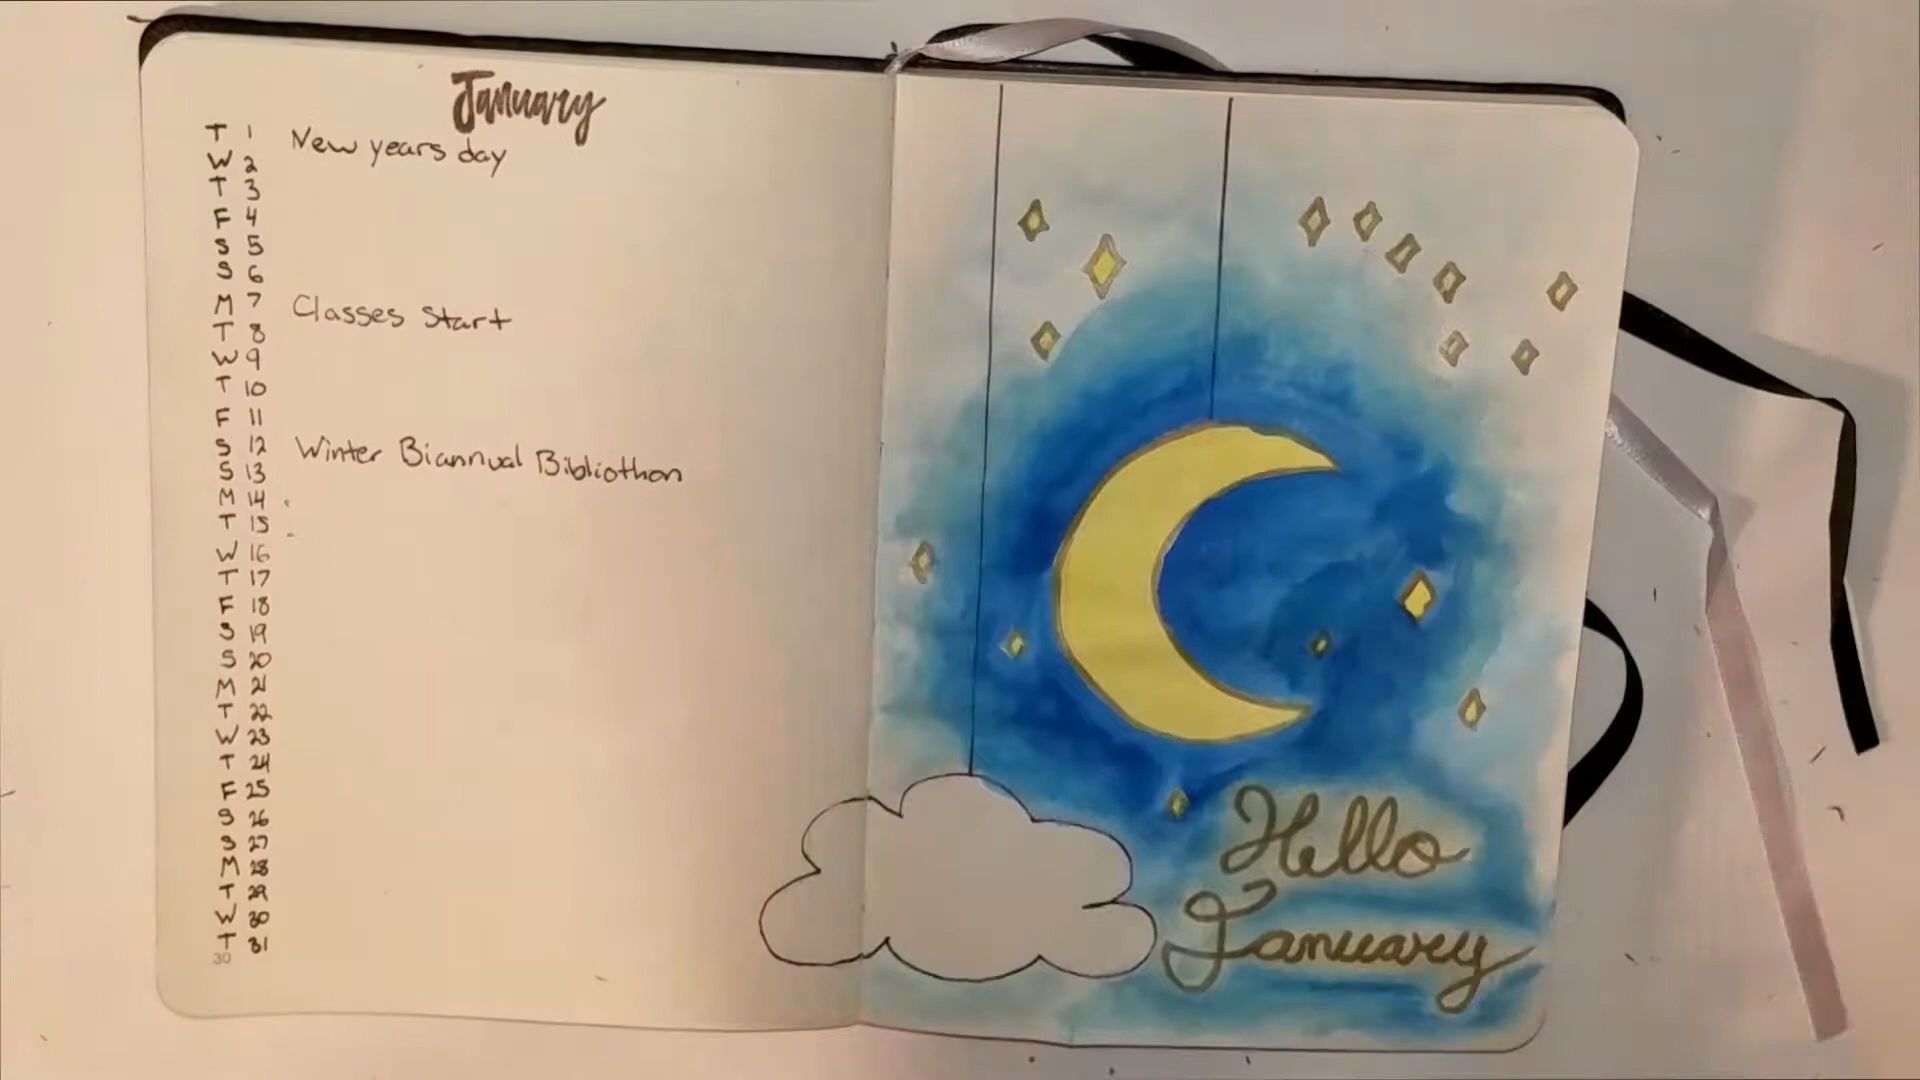 January
T 1 New years day
W 2
T 3
F 4
S 5
S 6
M 7 Classes Start
T 8
W 9
T 10
F 11
S 12 Winter Biannual Bibliothon
S 13
M 14
T 15
W 16
T 17
F 18
S 19
S 20
M 21
T 22
W 23
T 24
F 25
S 26
S 27
M 28
T 29
W 30
T 31
30
Hello
January